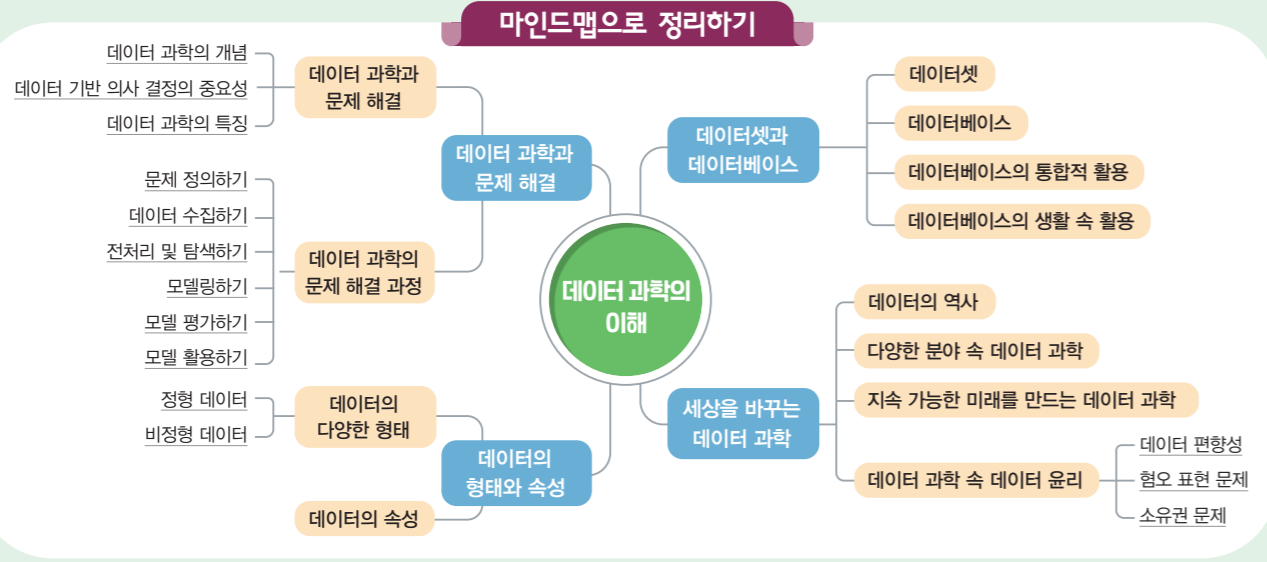 마인드맵으로 정리하기
데이터 과학의 개념
데이터 기반 의사 결정의 중요성
데이터 과학의 특징
데이터 과학과
문제 해결
문제 정의하기
데이터 수집하기
전처리 및 탐색하기
모델링하기
모델 평가하기
모델 활용하기
데이터 과학의
문제 해결 과정
데이터 과학과
문제 해결
정형 데이터
비정형 데이터
데이터의
다양한 형태
데이터의 속성
데이터의
형태와 속성
데이터 과학의
이해
데이터셋과
데이터베이스
데이터셋
데이터베이스
데이터베이스의 통합적 활용
데이터베이스의 생활 속 활용
세상을 바꾸는
데이터 과학
데이터의 역사
다양한 분야 속 데이터 과학
지속 가능한 미래를 만드는 데이터 과학
데이터 과학 속 데이터 윤리
데이터 편향성
혐오 표현 문제
소유권 문제